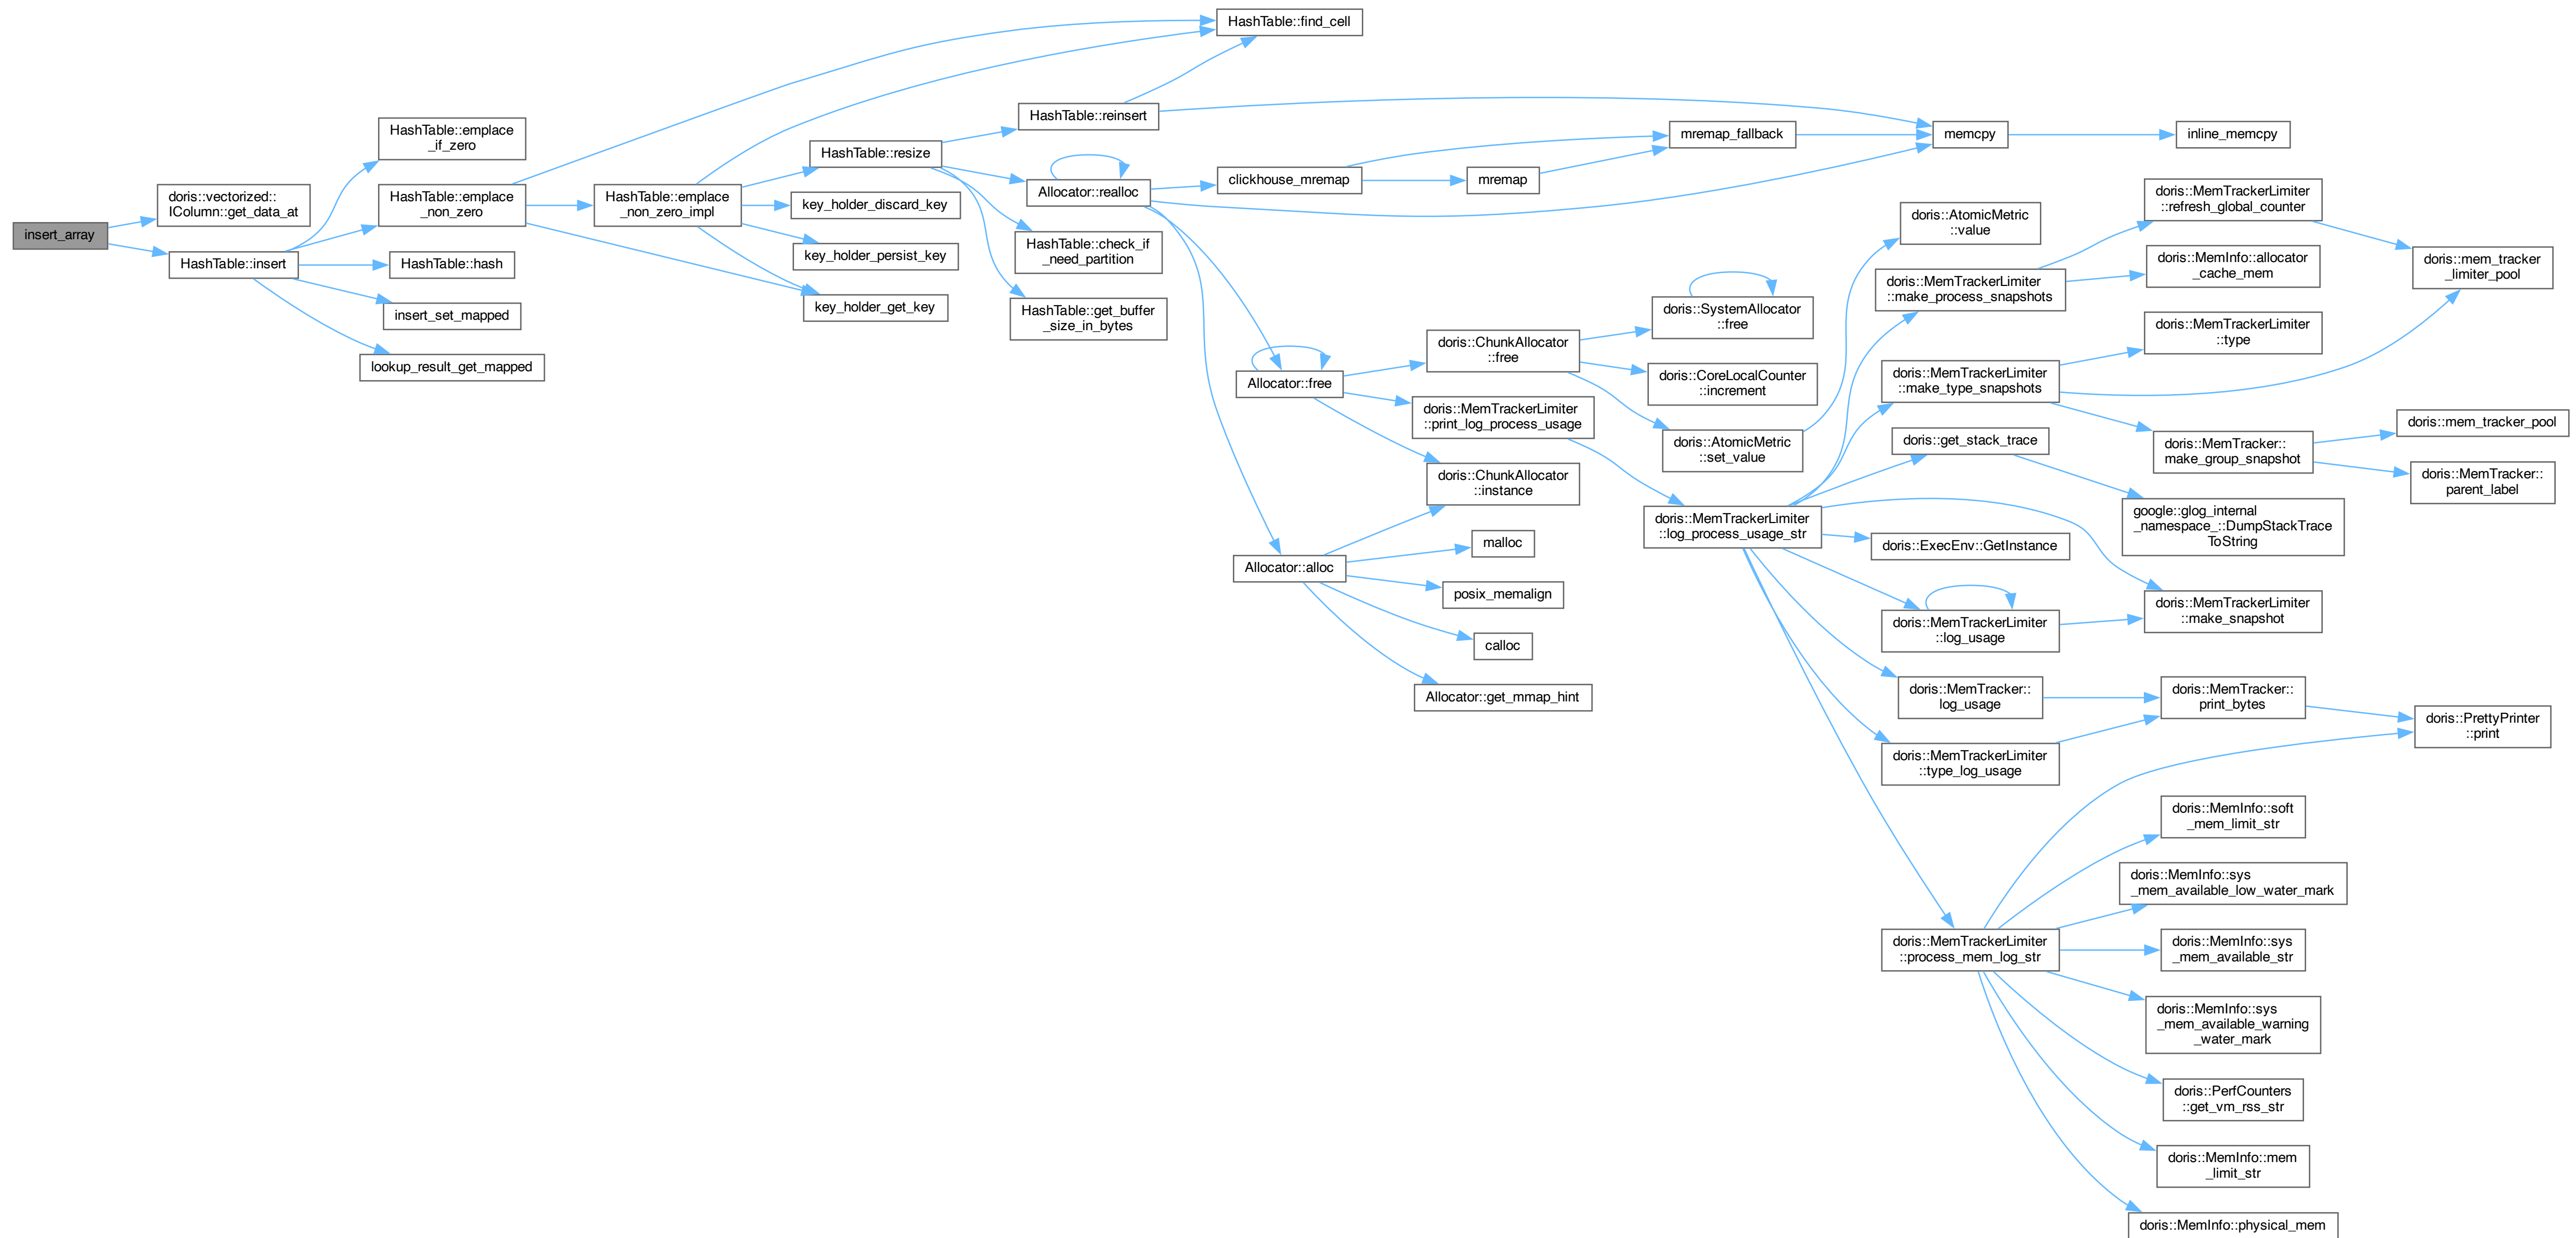 insert_array
doris::vectorized::
IColumn::get_data_at
HashTable::insert
HashTable::emplace
_if_zero
HashTable::emplace
_non_zero
HashTable::hash
insert_set_mapped
lookup_result_get_mapped
HashTable::emplace
_non_zero_impl
HashTable::resize
key_holder_discard_key
key_holder_persist_key
key_holder_get_key
HashTable::find_cell
HashTable::reinsert
Allocator::realloc
HashTable::check_if
_need_partition
HashTable::get_buffer
_size_in_bytes
clickhouse_mremap
mremap
mremap_fallback
memcpy
inline_memcpy
Allocator::free
Allocator::alloc
doris::ChunkAllocator
::free
doris::MemTrackerLimiter
::print_log_process_usage
doris::ChunkAllocator
::instance
malloc
posix_memalign
calloc
Allocator::get_mmap_hint
doris::SystemAllocator
::free
doris::CoreLocalCounter
::increment
doris::AtomicMetric
::set_value
doris::AtomicMetric
::value
doris::MemTrackerLimiter
::log_process_usage_str
doris::MemTrackerLimiter
::make_process_snapshots
doris::MemTrackerLimiter
::make_type_snapshots
doris::get_stack_trace
doris::ExecEnv::GetInstance
doris::MemTrackerLimiter
::log_usage
doris::MemTracker::
log_usage
doris::MemTrackerLimiter
::type_log_usage
doris::MemTrackerLimiter
::process_mem_log_str
doris::MemTrackerLimiter
::refresh_global_counter
doris::MemInfo::allocator
_cache_mem
doris::MemTrackerLimiter
::type
doris::MemTracker::
make_group_snapshot
google::glog_internal
_namespace_::DumpStackTrace
ToString
doris::MemTrackerLimiter
::make_snapshot
doris::MemTracker::
print_bytes
doris::MemInfo::soft
_mem_limit_str
doris::MemInfo::sys
_mem_available_low_water_mark
doris::MemInfo::sys
_mem_available_str
doris::MemInfo::sys
_mem_available_warning
_water_mark
doris::PerfCounters
::get_vm_rss_str
doris::MemInfo::mem
_limit_str
doris::MemInfo::physical_mem
doris::mem_tracker
_limiter_pool
doris::mem_tracker_pool
doris::MemTracker::
parent_label
doris::PrettyPrinter
::print